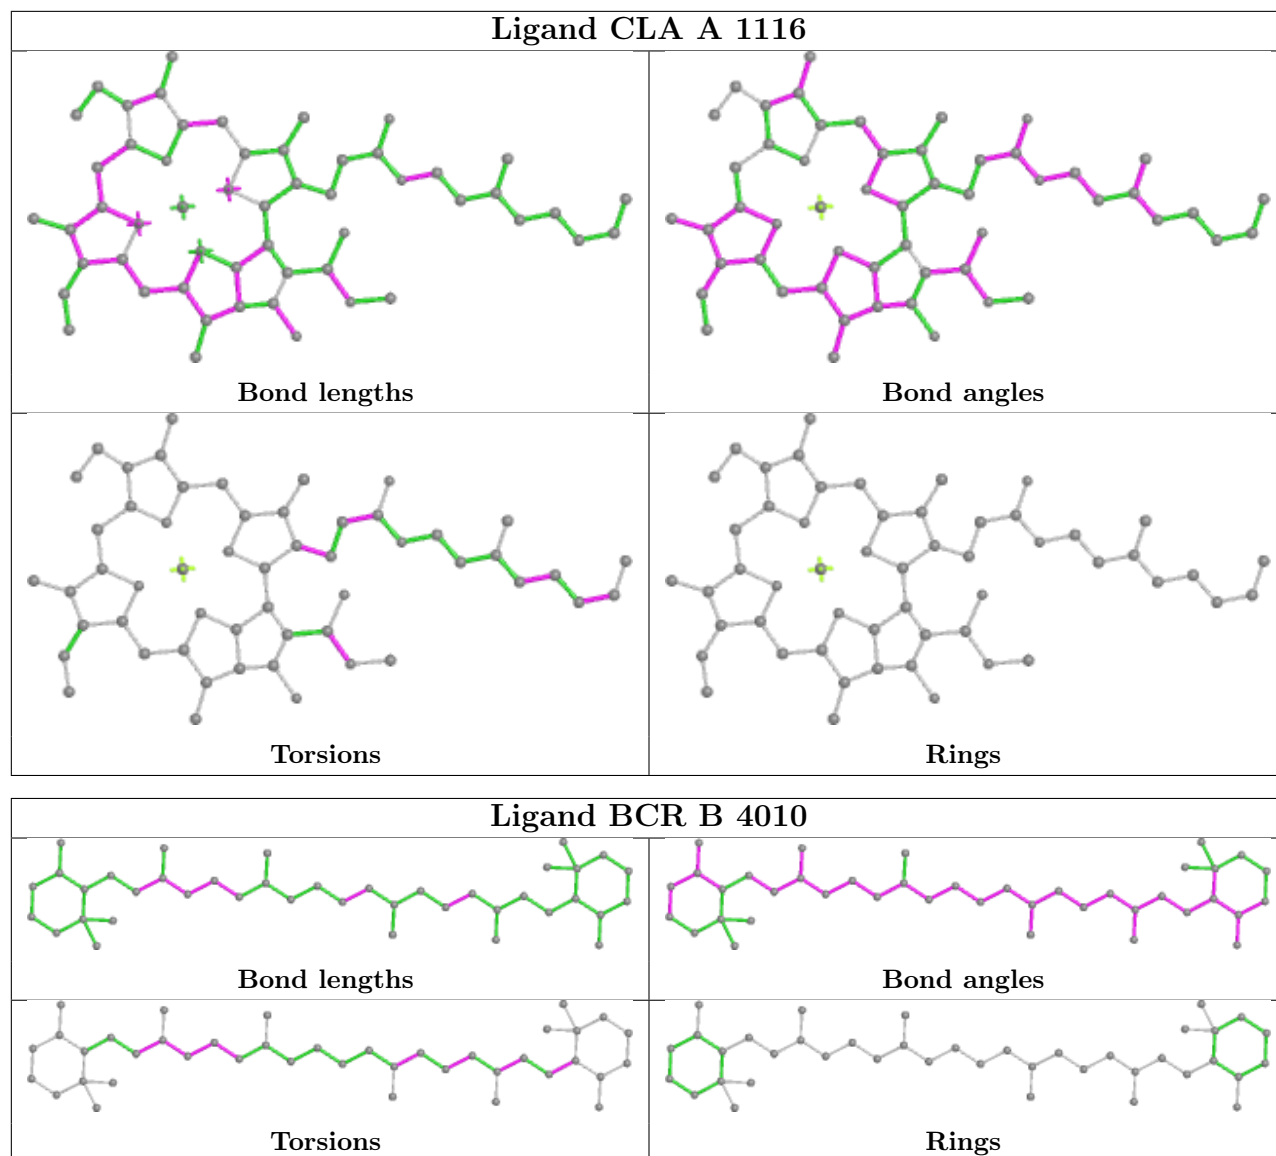 Ligand CLA A 1116
Bond lengths
Bond angles
Torsions
Rings
Ligand BCR B 4010
Bond lengths
Bond angles
Torsions
Rings